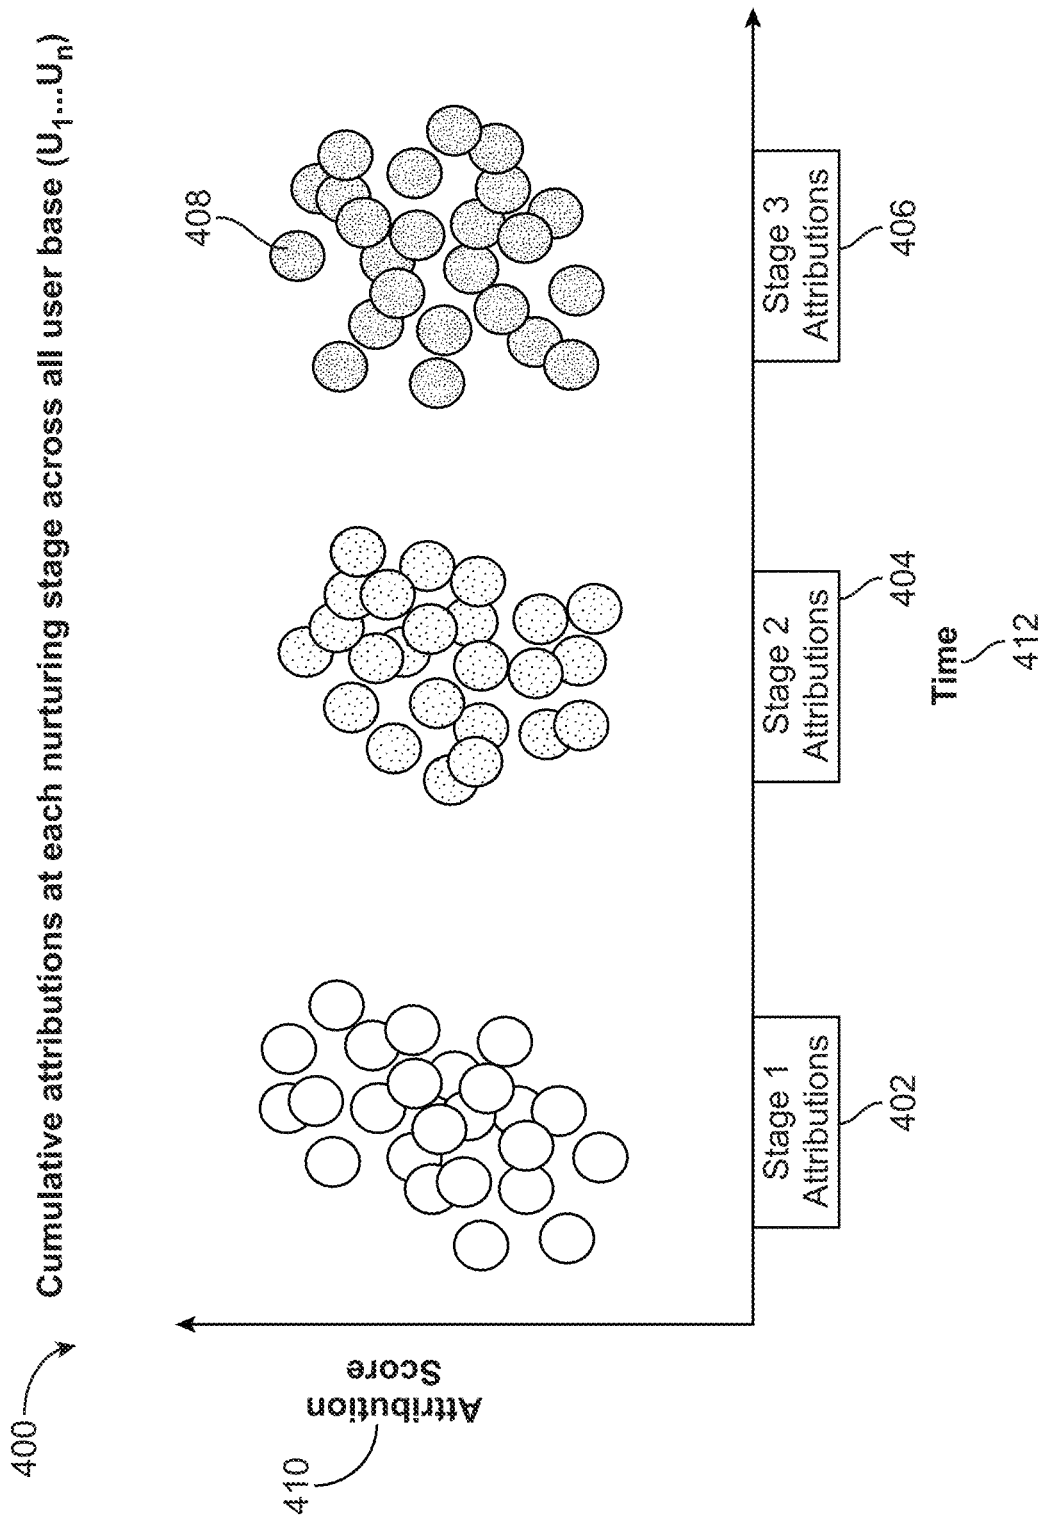 400
Cumulative attributions at each nurturing stage across all user base (U1...Un)
408
410
Attribution
Score
Stage 1
Attributions
402
Stage 2
Attributions
404
Stage 3
Attributions
406
Time
412